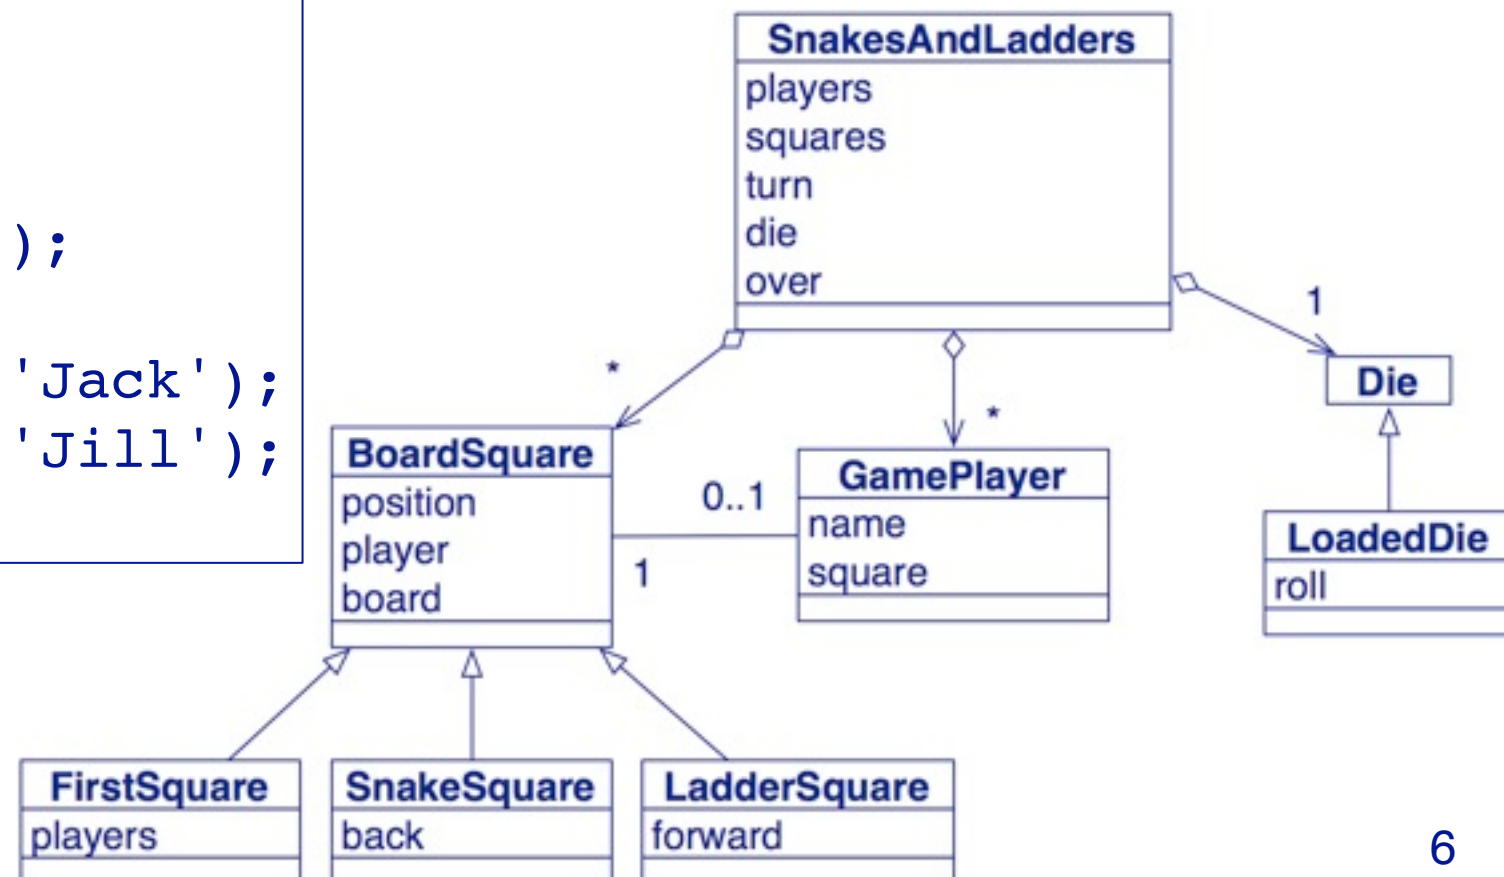 );
'Jack');
'Jill');
SnakesAndLadders
players
squares
turn
die
over
*
*
1
Die
BoardSquare
position
player
board
0..1
1
GamePlayer
name
square
LoadedDie
roll
FirstSquare
players
SnakeSquare
back
LadderSquare
forward
6